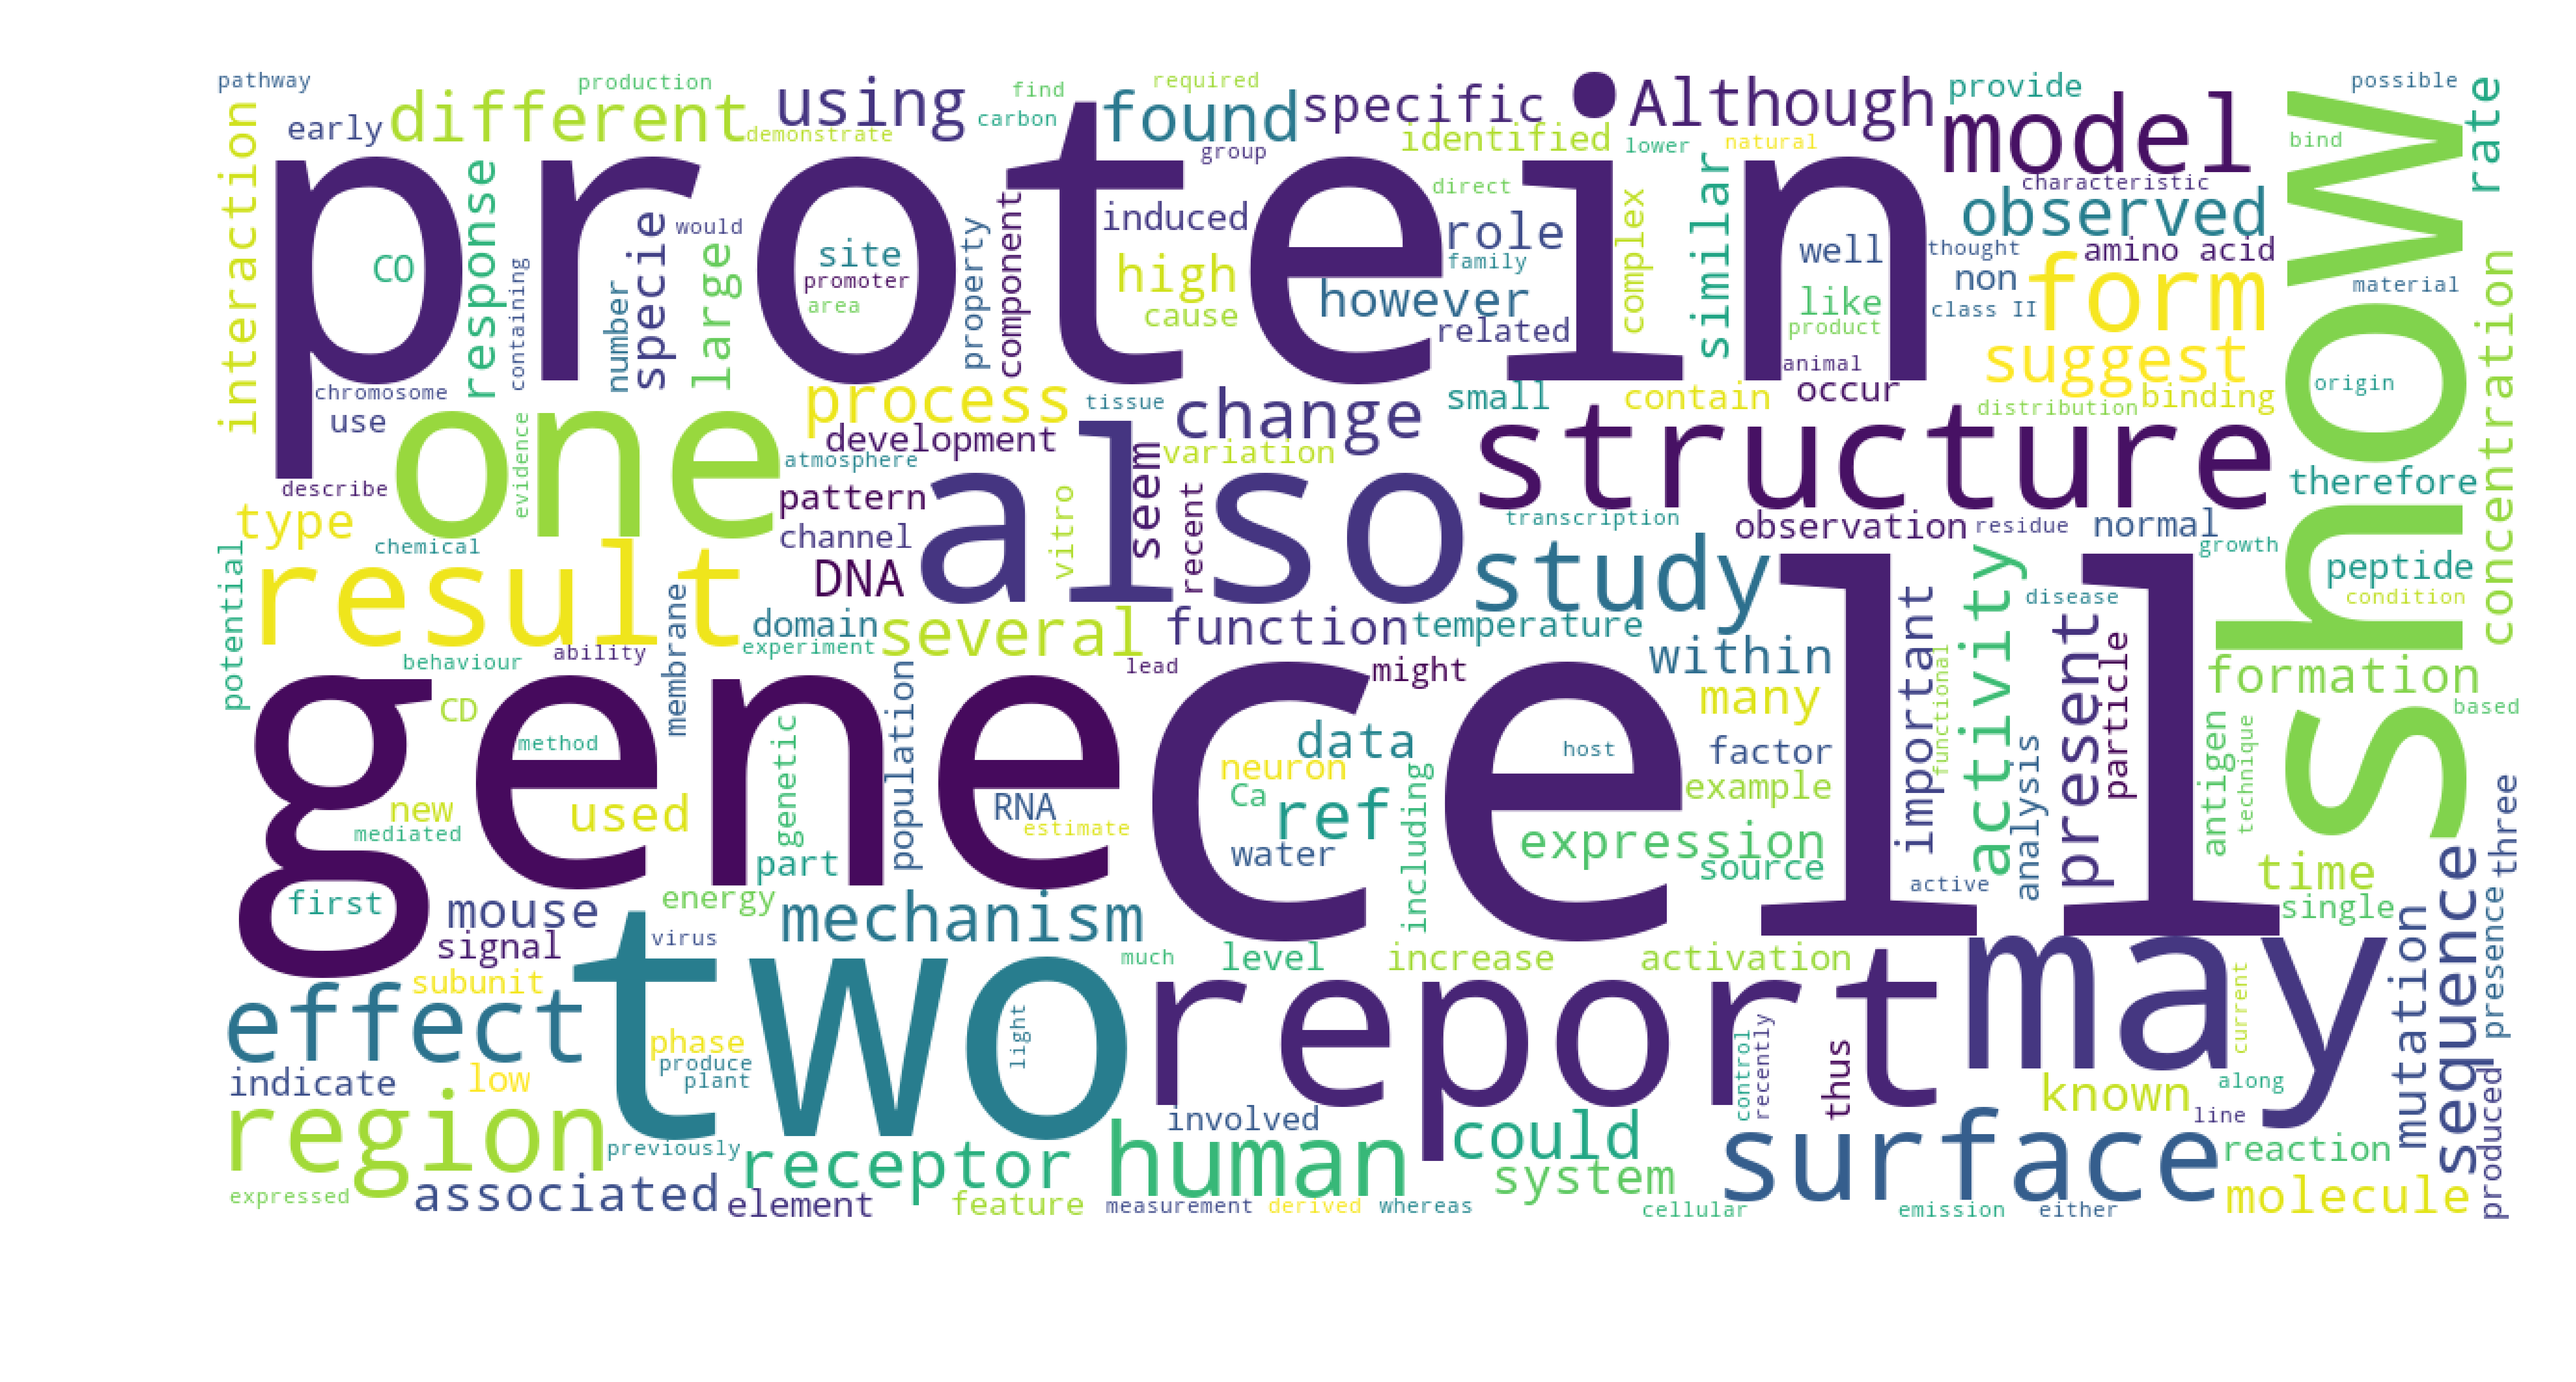 pathway
production
find
required
possible
different
using
found
specific
Although
provide
early
demonstrate
carbon
identified
lower
natural
model
bind
rate
interaction
group
protein
show
response
specie
would
large
site
CO
promoter
area
containing
number
property
component
induced
direct
role
high
family
complex
similar
characteristic
observed
well
thought
amino acid
non
form
material
however
cause
related
like
product
class II
animal
suggest
occur
origin
concentration
chromosome
use
process
tissue
change
small
contain
distribution
binding
one
evidence
development
atmosphere
variation
structure
describe
pattern
also
seem
recent
vitro
therefore
type
channel
transcription
observation
residue
normal
chemical
result
DNA
study
growth
peptide
potential
domain
several
function
temperature
activity
disease
condition
important
behaviour
ability
membrane
experiment
lead
might
within
functional
present
particle
formation
gene
cell
CD
method
genetic
population
data
host
many
factor
based
neuron
new
used
RNA
Ca
ref
including
example
analysis
antigen
technique
three
mediated
estimate
part
water
expression
source
time
first
energy
active
single
mouse
mechanism
signal
virus
much
level
increase
activation
may
mutation
sequence
presence
subunit
effect
two
report
light
phase
produce
plant
control
recently
thus
current
indicate
low
known
along
line
region
involved
produced
previously
receptor
human
could
surface
reaction
expressed
associated
element
feature
system
molecule
measurement
derived
whereas
cellular
emission
either